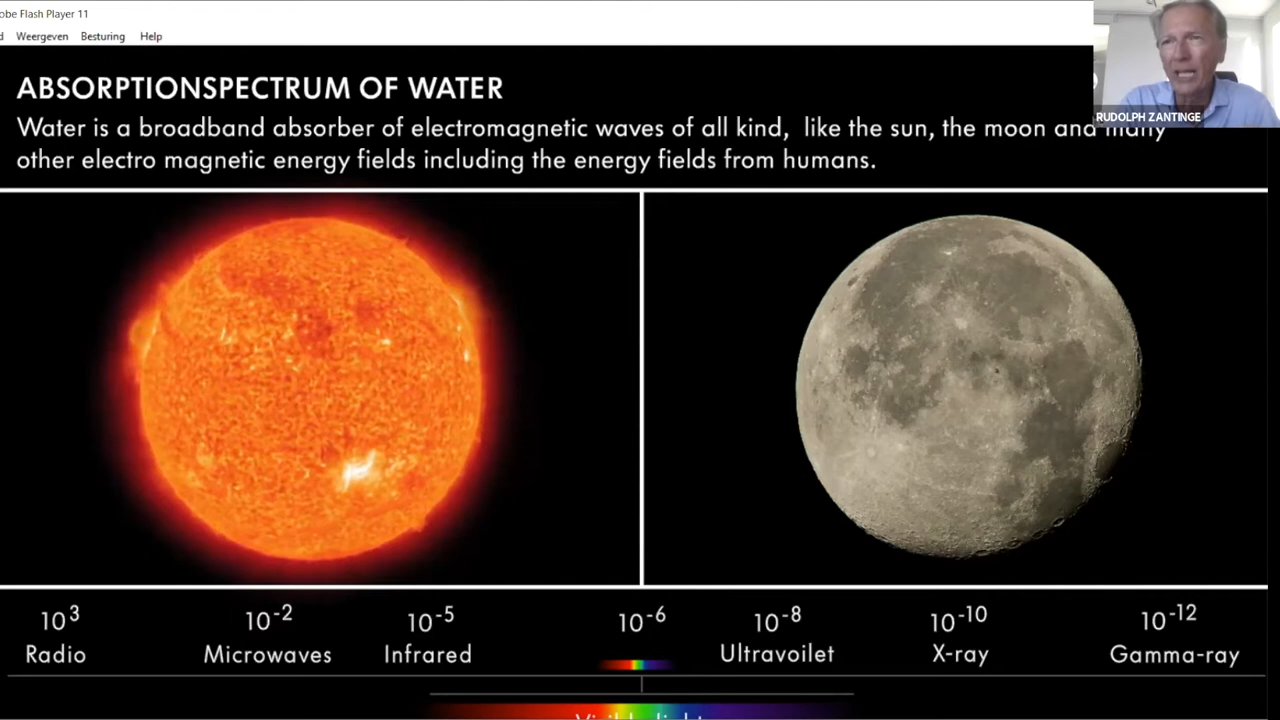 obe Flash Player 11
d Weergeven Besturing Help
RUDOLPH ZANTINGE
ABSORPTIONSPECTRUM OF WATER
Water is a broadband absorber of electromagnetic waves of all kind, like the sun, the moon and many
other electro magnetic energy fields including the energy fields from humans.
10³ 10⁻² 10⁻⁵ 10⁻⁶ 10⁻⁸ 10⁻¹⁰ 10⁻¹²
Radio Microwaves Infrared Ultravoilet X-ray Gamma-ray
Visible light